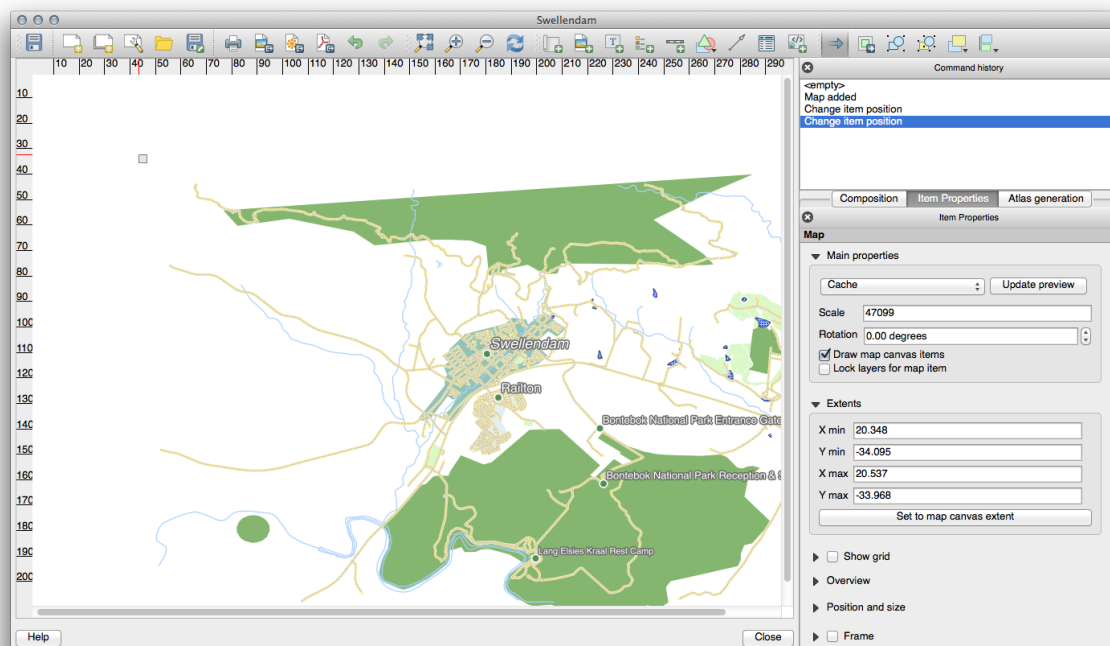 Swellendam
10 20 30 40 50 60 70 80 90 100 110 120 130 140 150 160 170 180 190 200 210 220 230 240 250 260 270 280 290
10
20
30
40
50
60
70
80
90
100
110
120
130
140
150
160
170
180
190
200
Swellendam
Railton
Bontebok National Park Entrance Gate
Bontebok National Park Reception &
Lang Elsies Kraal Rest Camp
Help
Close
Command history
<empty>
Map added
Change item position
Change item position
Composition Item Properties Atlas generation
Item Properties
Map
Main properties
Cache Update preview
Scale 47099
Rotation 0.00 degrees
Draw map canvas items
Lock layers for map item
Extents
X min 20.348
Y min -34.095
X max 20.537
Y max -33.968
Set to map canvas extent
Show grid
Overview
Position and size
Frame